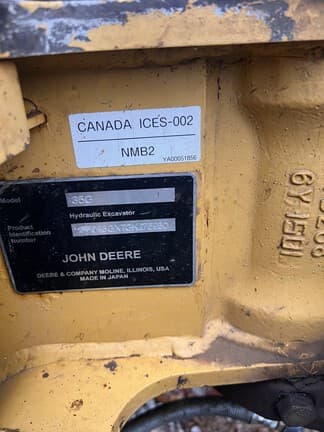 CANADA ICES-002
NMB2
YA00051856
Model 35G
Hydraulic Excavator
Product
Identification
Number
JOHN DEERE
DEERE & COMPANY MOLINE, ILLINOIS, USA
MADE IN JAPAN